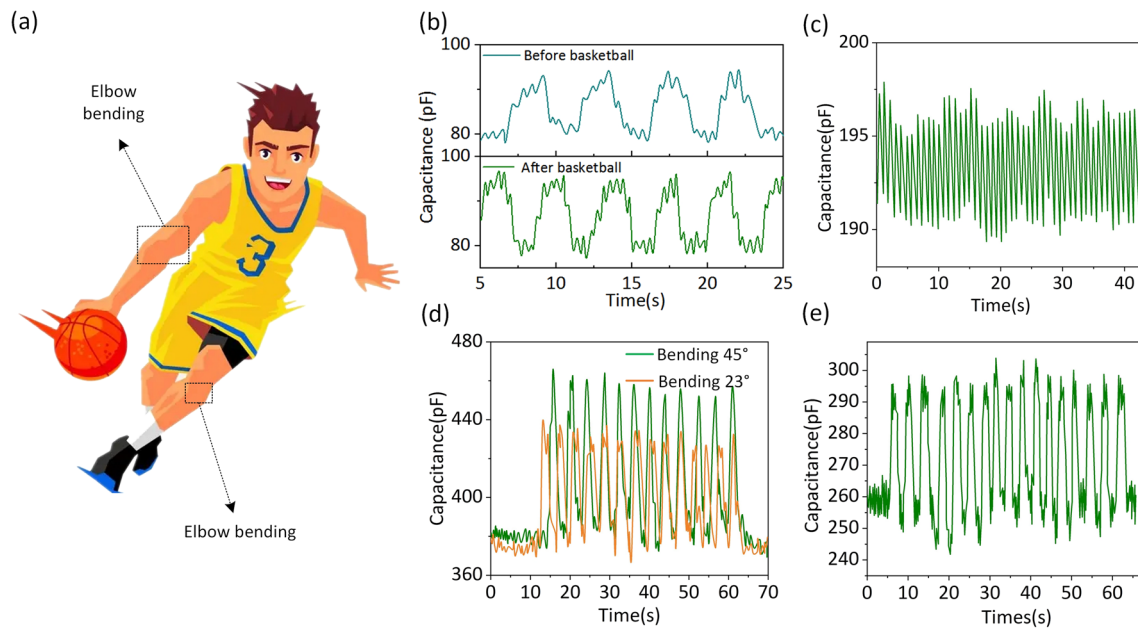 (a)
Elbow
bending
3
Elbow bending
(b)
Capacitance (pF)
100
80
100
80
Before basketball
After basketball
5 10 15 20 25
Time(s)
(c)
Capacitance(pF)
200
195
190
0 10 20 30 40
Time(s)
(d)
Capacitance(pF)
480
440
400
360
Bending 45°
Bending 23°
0 10 20 30 40 50 60 70
Time(s)
(e)
Capacitance(pF)
309
300
290
280
270
260
250
240
0 10 20 30 40 50 60
Times(s)